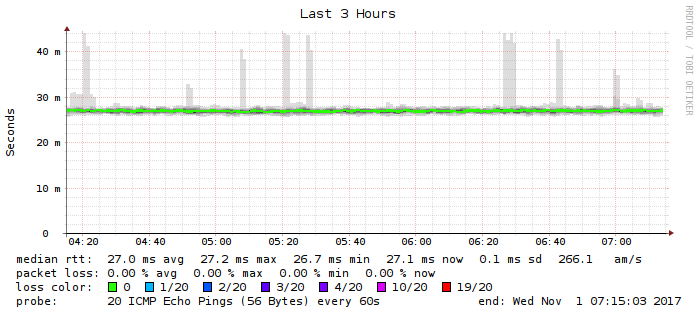 Last 3 Hours
RRDTOOL / TOBI OETIKER
Seconds
40 m
30 m
20 m
10 m
0
04:20 04:40 05:00 05:20 05:40 06:00 06:20 06:40 07:00
median rtt: 27.0 ms avg 27.2 ms max 26.7 ms min 27.1 ms now 0.1 ms sd 266.1 am/s
packet loss: 0.00 % avg 0.00 % max 0.00 % min 0.00 % now
loss color: 0 1/20 2/20 3/20 4/20 10/20 19/20
probe: 20 ICMP Echo Pings (56 Bytes) every 60s end: Wed Nov 1 07:15:03 2017